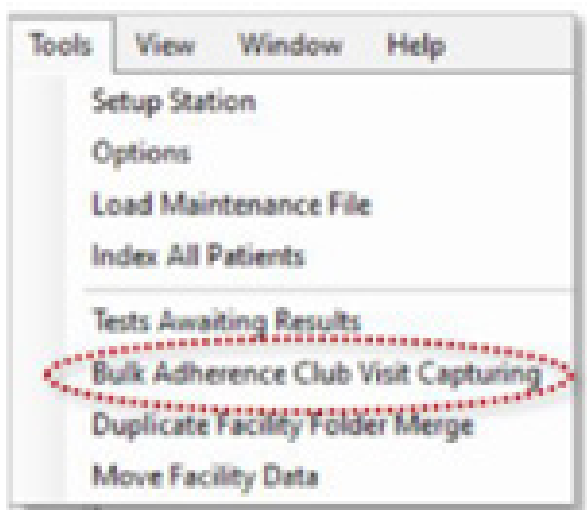 Tools View Window Help
Setup Station
Options
Load Maintenance File
Index All Patients
Tests Awaiting Results
Bulk Adherence Club Visit Capturing
Duplicate Facility Folder Merge
Move Facility Data